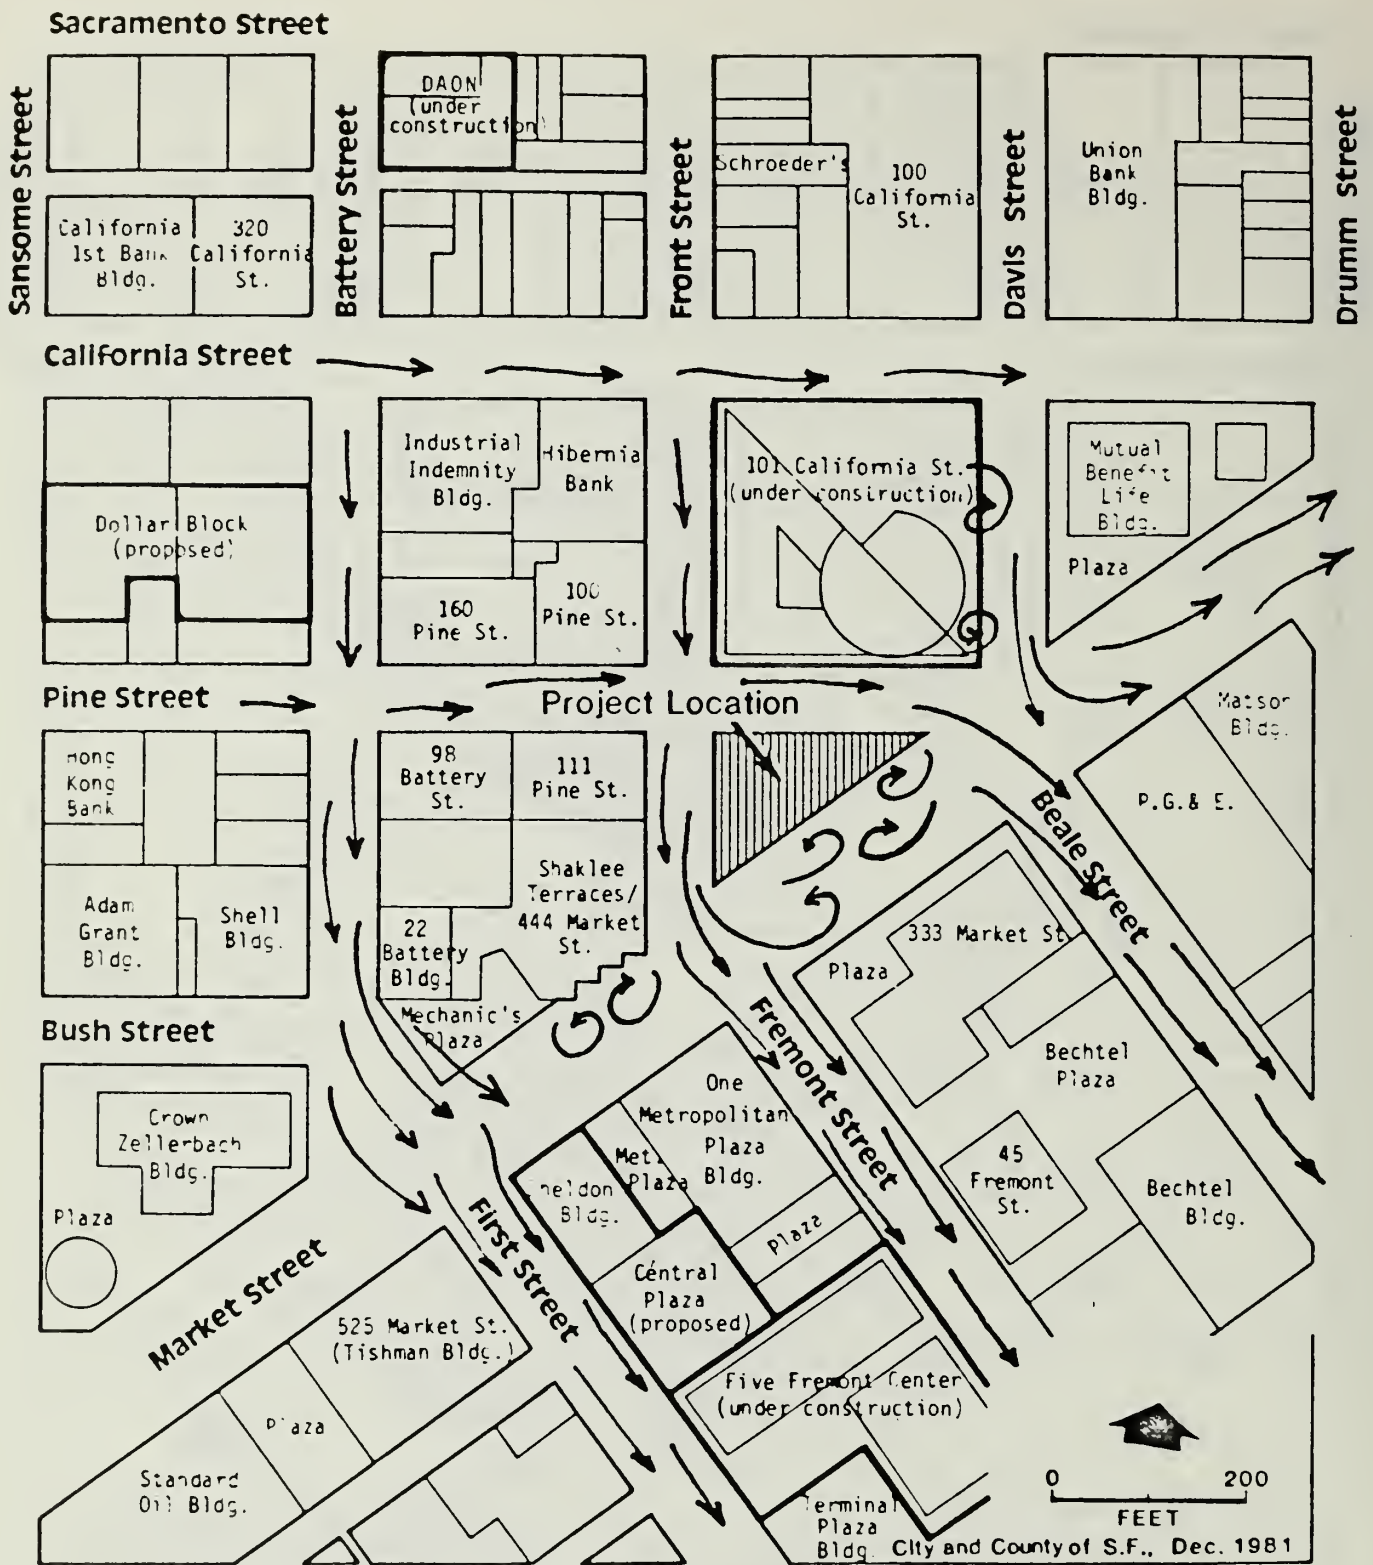 Sacramento Street
Sansome Street
Battery Street
Front Street
Davis Street
Drumm Street
DAON
(under
construction)
Schroeder's
100
California
St.
Union
Bank
Bldg.
California
1st Bank
Bldg.
320
California
St.
California Street
Industrial
Indemnity
Bldg.
Hibernia
Bank
101 California St.
(under construction)
Mutual
Benefit
Life
Bldg.
Plaza
Dollar Block
(proposed)
160
Pine St.
100
Pine St.
Pine Street
Project Location
Matson
Bldg.
P.G.& E.
Hong
Kong
Bank
98
Battery
St.
111
Pine St.
Beale Street
Adam
Grant
Bldg.
Shell
Bldg.
22
Battery
Bldg.
Shaklee
Terraces/
444 Market
St.
333 Market St.
Plaza
Bush Street
Mechanic's
Plaza
Fremont Street
Bechtel
Plaza
Crown
Zellerbach
Bldg.
Plaza
One
Metropolitan
Plaza
Bldg.
Plaza
Sheldon
Bldg.
Plaza
45
Fremont
St.
Bechtel
Bldg.
First Street
Market Street
Central
Plaza
(proposed)
525 Market St.
(Tishman Bldg.)
Plaza
Standard
Oil Bldg.
Five Fremont Center
(under construction)
Terminal
Plaza
Bldg.
0 200
FEET
City and County of S.F., Dec. 1981